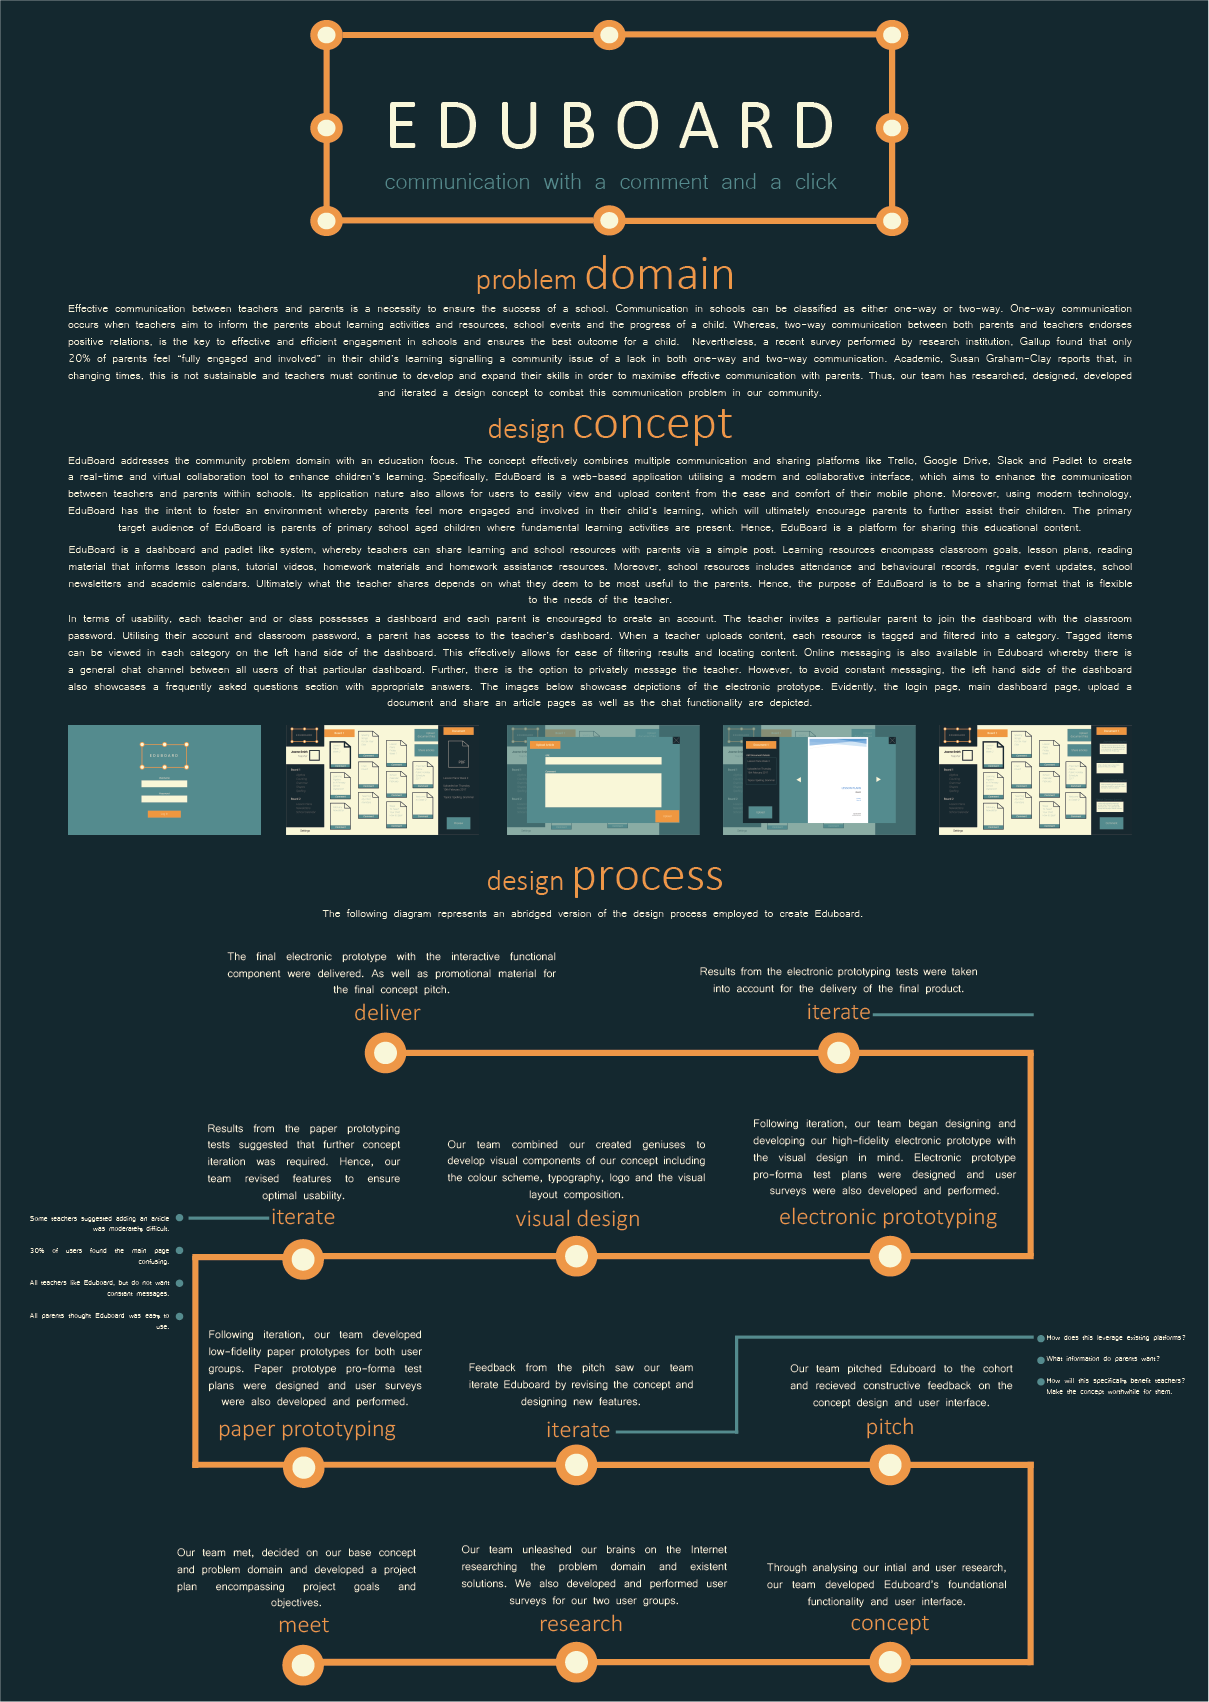 EDUBOARD
communication with a comment and a click
problem domain
Effective communication between teachers and parents is a necessity to ensure the success of a school. Communication in schools can be classified as either one-way or two-way. One-way communication
occurs when teachers aim to inform the parents about learning activities and resources, school events and the progress of a child. Whereas, two-way communication between both parents and teachers endorses
positive relations, is the key to effective and efficient engagement in schools and ensures the best outcome for a child. Nevertheless, a recent survey performed by research institution, Gallup found that only
20% of parents feel “fully engaged and involved” in their child’s learning signalling a community issue of a lack in both one-way and two-way communication. Academic, Susan Graham-Clay reports that, in
changing times, this is not sustainable and teachers must continue to develop and expand their skills in order to maximise effective communication with parents. Thus, our team has researched, designed, developed
and iterated a design concept to combat this communication problem in our community.
design concept
EduBoard addresses the community problem domain with an education focus. The concept effectively combines multiple communication and sharing platforms like Trello, Google Drive, Slack and Padlet to create
a real-time and virtual collaboration tool to enhance children’s learning. Specifically, EduBoard is a web-based application utilising a modern and collaborative interface, which aims to enhance the communication
between teachers and parents within schools. Its application nature also allows for users to easily view and upload content from the ease and comfort of their mobile phone. Moreover, using modern technology,
EduBoard has the intent to foster an environment whereby parents feel more engaged and involved in their child’s learning, which will ultimately encourage parents to further assist their children. The primary
target audience of EduBoard is parents of primary school aged children where fundamental learning activities are present. Hence, EduBoard is a platform for sharing this educational content.
EduBoard is a dashboard and padlet like system, whereby teachers can share learning and school resources with parents via a simple post. Learning resources encompass classroom goals, lesson plans, reading
material that informs lesson plans, tutorial videos, homework materials and homework assistance resources. Moreover, school resources includes attendance and behavioural records, regular event updates, school
newsletters and academic calendars. Ultimately what the teacher shares depends on what they deem to be most useful to the parents. Hence, the purpose of EduBoard is to be a sharing format that is flexible
to the needs of the teacher.
In terms of usability, each teacher and or class possesses a dashboard and each parent is encouraged to create an account. The teacher invites a particular parent to join the dashboard with the classroom
password. Utilising their account and classroom password, a parent has access to the teacher’s dashboard. When a teacher uploads content, each resource is tagged and filtered into a category. Tagged items
can be viewed in each category on the left hand side of the dashboard. This effectively allows for ease of filtering results and locating content. Online messaging is also available in Eduboard whereby there is
a general chat channel between all users of that particular dashboard. Further, there is the option to privately message the teacher. However, to avoid constant messaging, the left hand side of the dashboard
also showcases a frequently asked questions section with appropriate answers. The images below showcase depictions of the electronic prototype. Evidently, the login page, main dashboard page, upload a
document and share an article pages as well as the chat functionality are depicted.
EDUBOARD
design process
The following diagram represents an abridged version of the design process employed to create Eduboard.
The final electronic prototype with the interactive functional
component were delivered. As well as promotional material for
the final concept pitch.
deliver
Results from the electronic prototyping tests were taken
into account for the delivery of the final product.
iterate
Results from the paper prototyping
tests suggested that further concept
iteration was required. Hence, our
team revised features to ensure
optimal usability.
iterate
Our team combined our created geniuses to
develop visual components of our concept including
the colour scheme, typography, logo and the visual
layout composition.
visual design
Following iteration, our team began designing and
developing our high-fidelity electronic prototype with
the visual design in mind. Electronic prototype
pro-forma test plans were designed and user
surveys were also developed and performed.
electronic prototyping
Some teachers suggested adding an article
was moderately difficult.
30% of users found the main page
confusing.
All teachers like Eduboard, but do not want
constant messages.
All parents thought Eduboard was easy to
use.
Following iteration, our team developed
low-fidelity paper prototypes for both user
groups. Paper prototype pro-forma test
plans were designed and user surveys
were also developed and performed.
paper prototyping
Feedback from the pitch saw our team
iterate Eduboard by revising the concept and
designing new features.
iterate
Our team pitched Eduboard to the cohort
and recieved constructive feedback on the
concept design and user interface.
pitch
How does this leverage existing platforms?
What information do parents want?
How will this specifically benefit teachers?
Make the concept worthwhile for them.
Our team met, decided on our base concept
and problem domain and developed a project
plan encompassing project goals and
objectives.
meet
Our team unleashed our brains on the Internet
researching the problem domain and existent
solutions. We also developed and performed user
surveys for our two user groups.
research
Through analysing our intial and user research,
our team developed Eduboard’s foundational
functionality and user interface.
concept